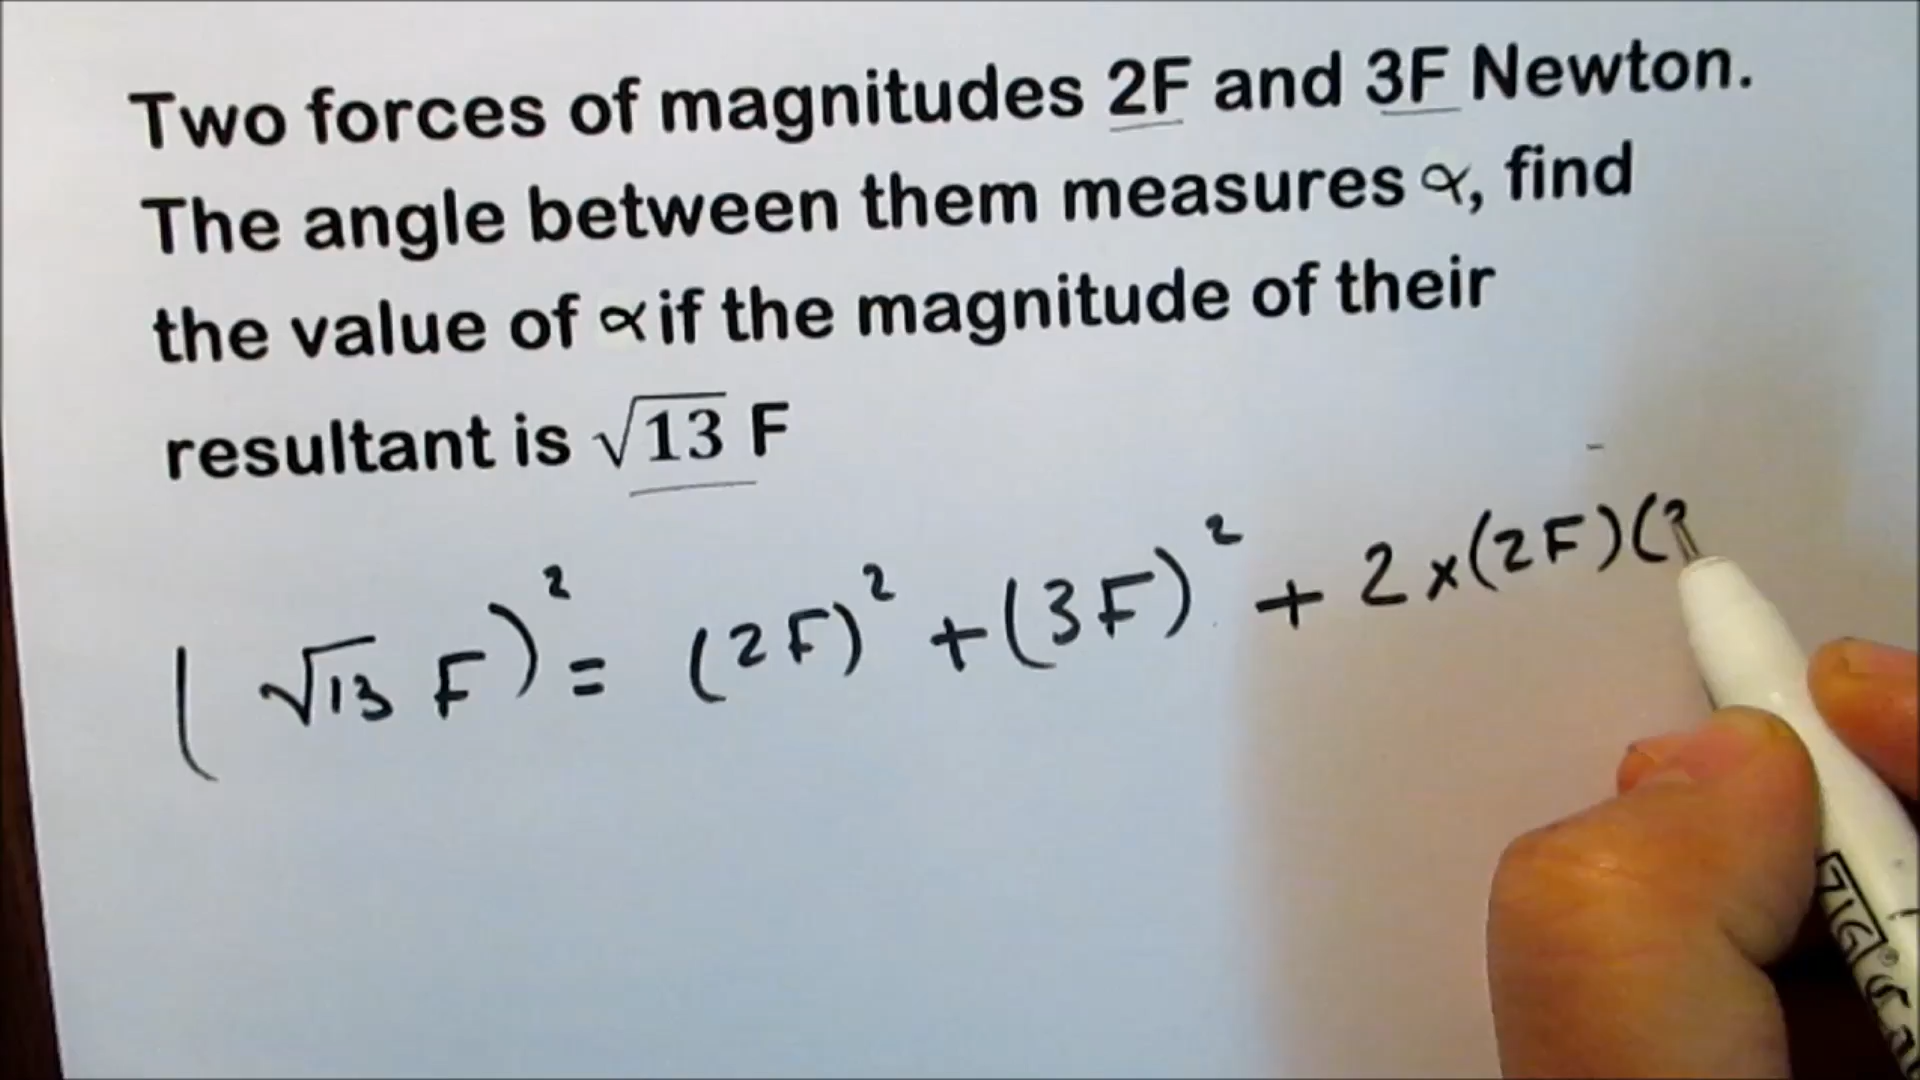 Two forces of magnitudes 2F and 3F Newton.
The angle between them measures ∝, find
the value of ∝ if the magnitude of their
resultant is √13 F
(√13 F)² = (2F)² + (3F)² + 2×(2F)(
ZIG